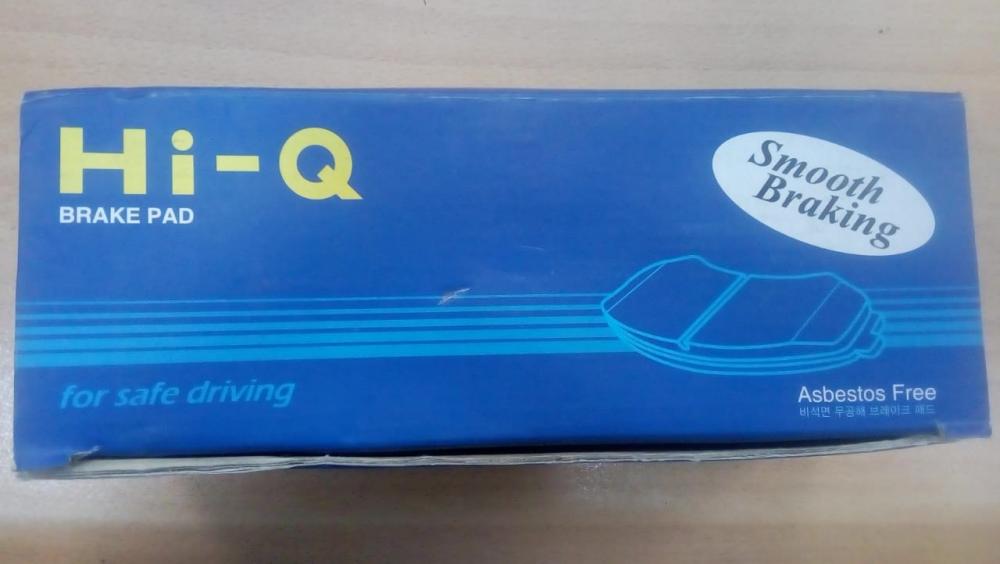 Hi-Q
BRAKE PAD
Smooth
Braking
for safe driving
Asbestos Free
비석면 무공해 브레이크 패드